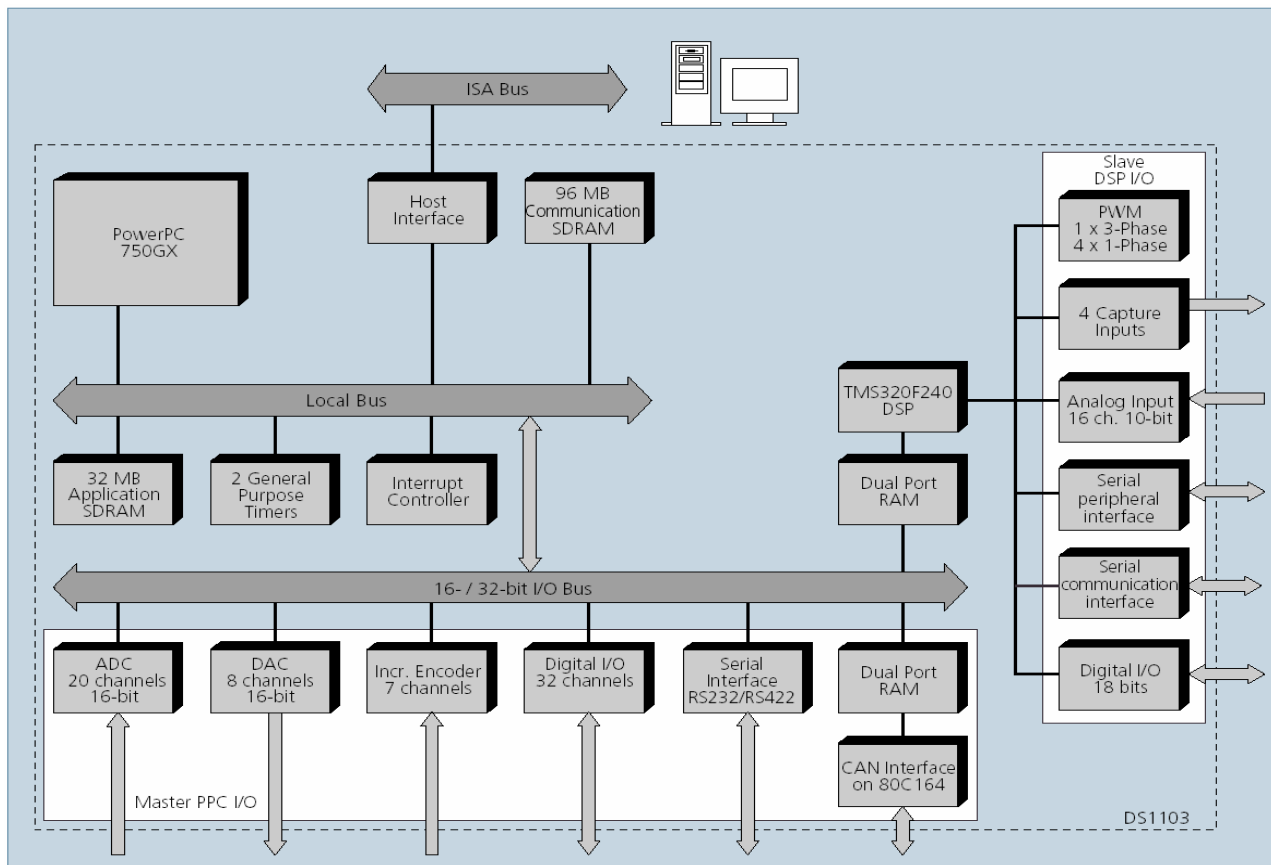 ISA Bus
PowerPC
750GX
Host
Interface
96 MB
Communication
SDRAM
Slave
DSP I/O
PWM
1 x 3-Phase
4 x 1-Phase
4 Capture
Inputs
Local Bus
TMS320F240
DSP
Analog Input
16 ch. 10-bit
32 MB
Application
SDRAM
2 General
Purpose
Timers
Interrupt
Controller
Dual Port
RAM
Serial
peripheral
interface
16- / 32-bit I/O Bus
Serial
communication
interface
ADC
20 channels
16-bit
DAC
8 channels
16-bit
Incr. Encoder
7 channels
Digital I/O
32 channels
Serial
Interface
RS232/RS422
Dual Port
RAM
Digital I/O
18 bits
CAN Interface
on 80C164
Master PPC I/O
DS1103